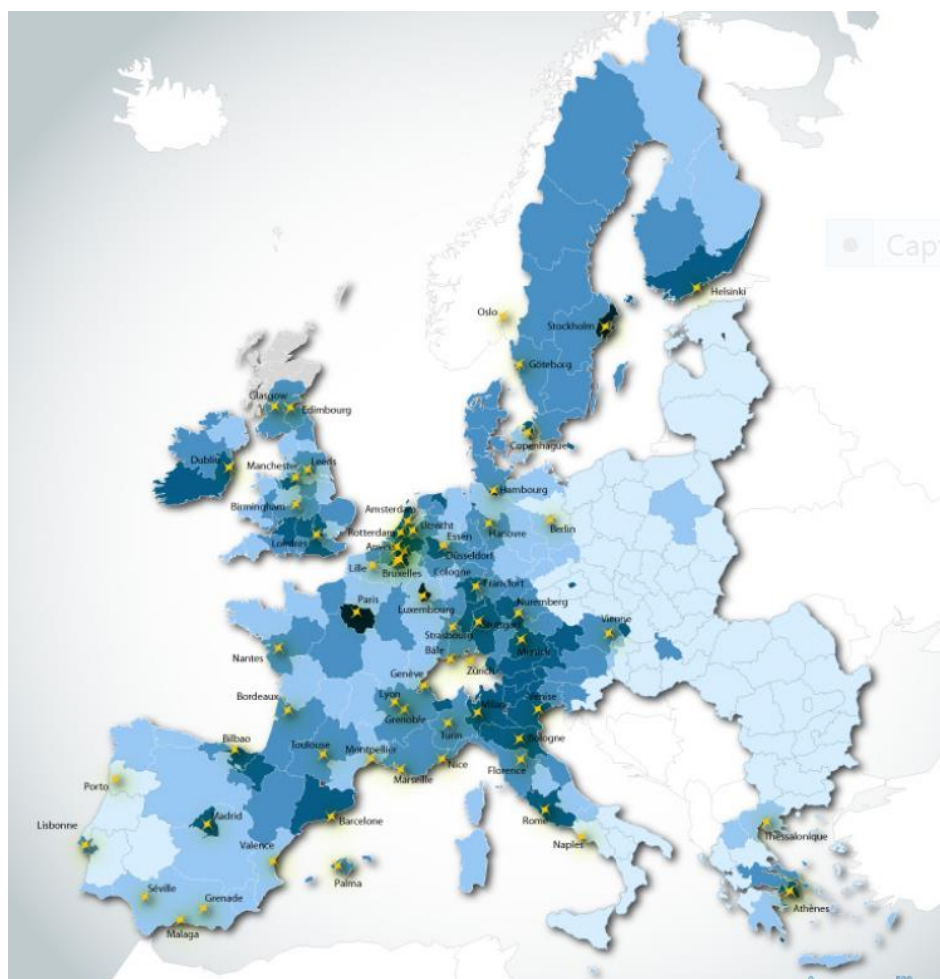 Cap
Helsinki
Oslo
Stockholm
Göteborg
Glasgow
Edimbourg
Copenhague
Dublin
Manchester
Leeds
Hambourg
Birmingham
Amsterdam
Utrecht
Berlin
Rotterdam
Essen
Hanovre
Londres
Anvers
Düsseldorf
Lille
Bruxelles
Cologne
Francfort
Paris
Luxembourg
Nuremberg
Strasbourg
Stuttgart
Vienne
Nantes
Bâle
Munich
Zürich
Genève
Bordeaux
Lyon
Milan
Venise
Grenoble
Bilbao
Toulouse
Montpellier
Turin
Bologne
Porto
Marseille
Nice
Florence
Madrid
Barcelone
Rome
Lisbonne
Valence
Naples
Thessalonique
Palma
Séville
Grenade
Athènes
Malaga